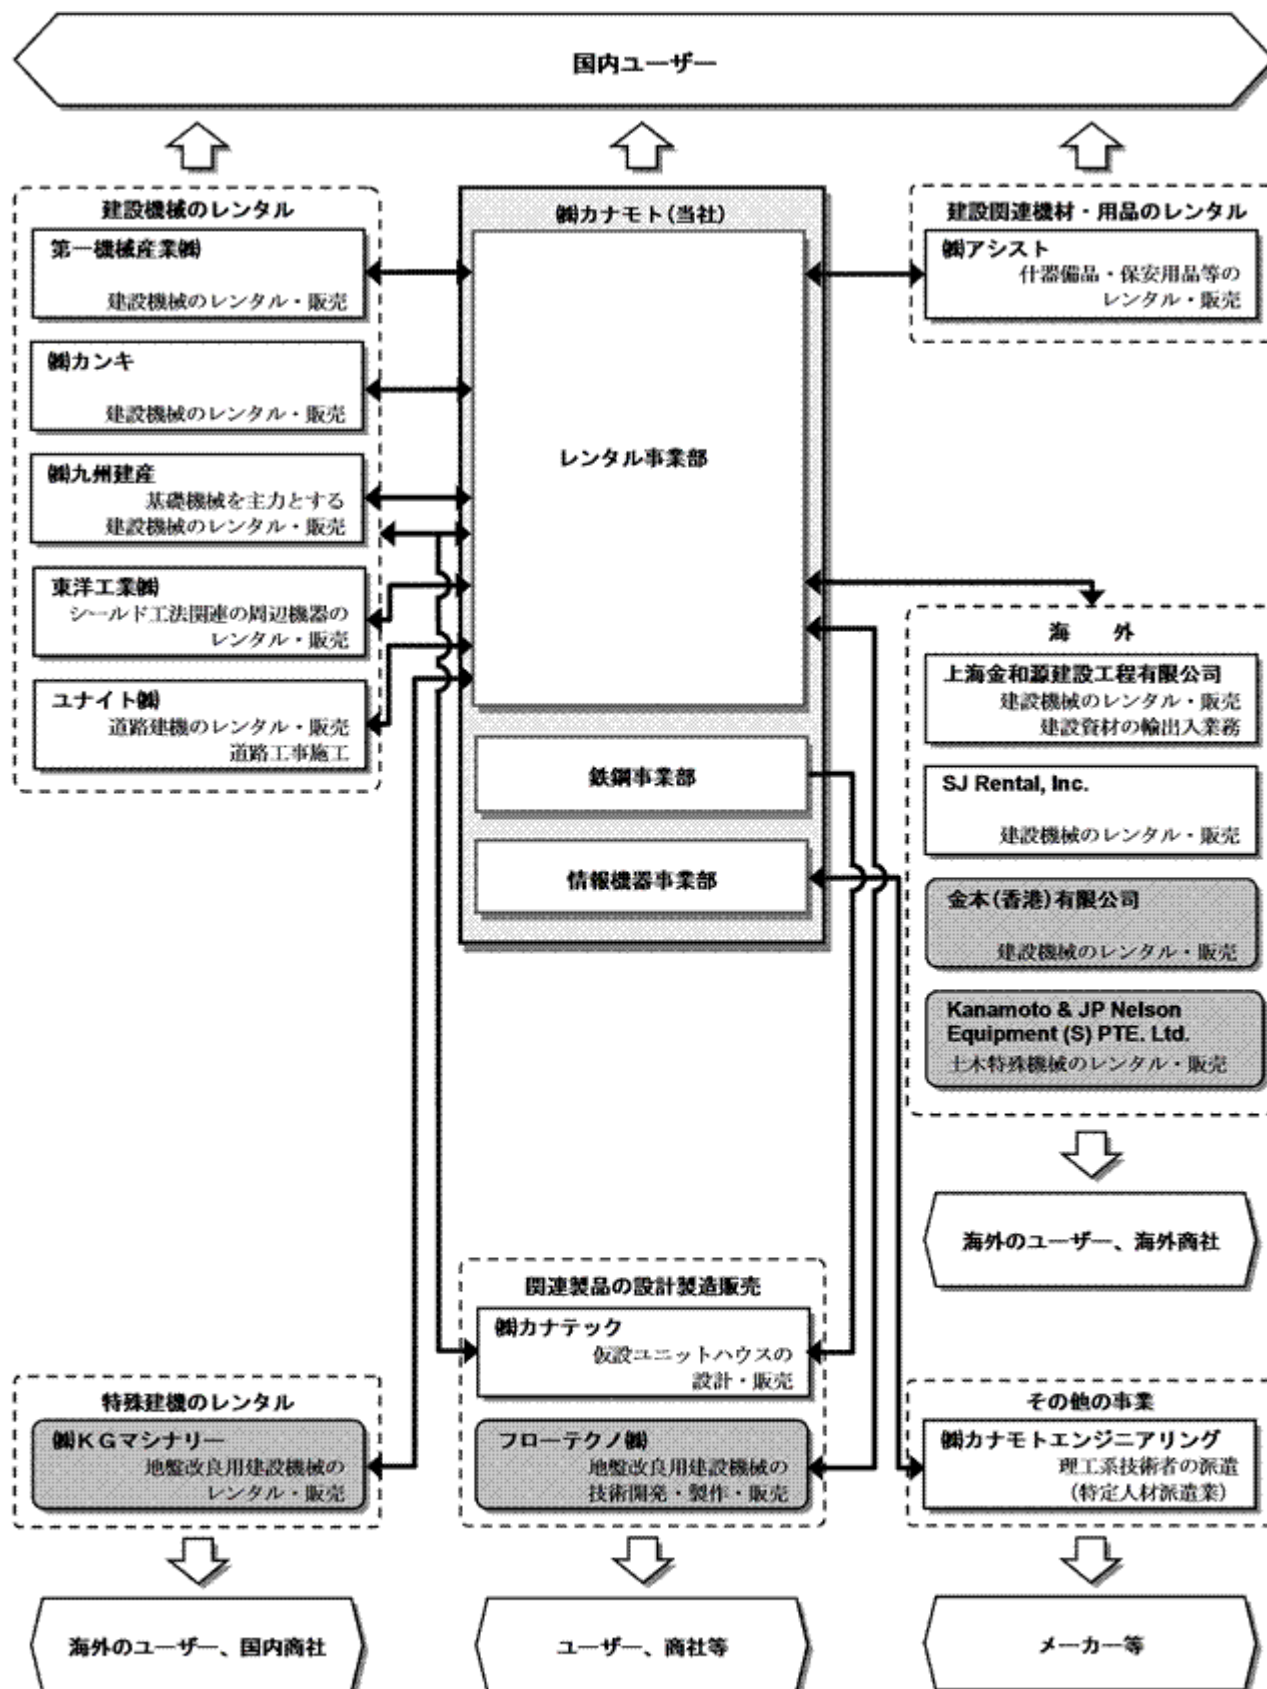 国内ユーザー
建設機械のレンタル
第一機械産業㈱
建設機械のレンタル・販売
㈱カンキ
建設機械のレンタル・販売
㈱九州建産
基礎機械を主力とする
建設機械のレンタル・販売
東洋工業㈱
シールド工法関連の周辺機器の
レンタル・販売
ユナイト㈱
道路建機のレンタル・販売
道路工事施工
㈱カナモト(当社)
レンタル事業部
鉄鋼事業部
情報機器事業部
建設関連機材・用品のレンタル
㈱アシスト
什器備品・保安用品等の
レンタル・販売
海 外
上海金和源建設工程有限公司
建設機械のレンタル・販売
建設資材の輸出入業務
SJ Rental, Inc.
建設機械のレンタル・販売
金本(香港)有限公司
建設機械のレンタル・販売
Kanamoto & JP Nelson
Equipment (S) PTE. Ltd.
土木特殊機械のレンタル・販売
海外のユーザー、海外商社
特殊建機のレンタル
㈱KGマシナリー
地盤改良用建設機械の
レンタル・販売
海外のユーザー、国内商社
関連製品の設計製造販売
㈱カナテック
仮設ユニットハウスの
設計・販売
フローテクノ㈱
地盤改良用建設機械の
技術開発・製作・販売
ユーザー、商社等
その他の事業
㈱カナモトエンジニアリング
理工系技術者の派遣
(特定人材派遣業)
メーカー等